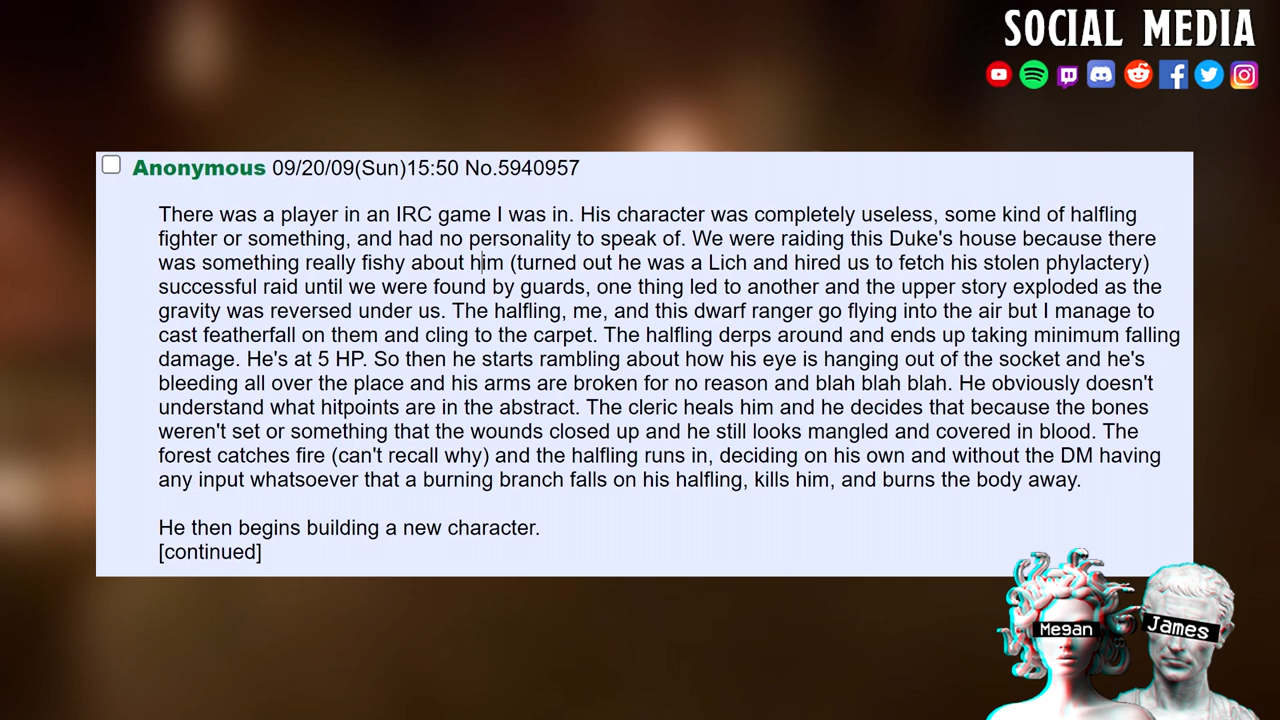 SOCIAL MEDIA
Anonymous 09/20/09(Sun)15:50 No.5940957
There was a player in an IRC game I was in. His character was completely useless, some kind of halfling
fighter or something, and had no personality to speak of. We were raiding this Duke's house because there
was something really fishy about him (turned out he was a Lich and hired us to fetch his stolen phylactery)
successful raid until we were found by guards, one thing led to another and the upper story exploded as the
gravity was reversed under us. The halfling, me, and this dwarf ranger go flying into the air but I manage to
cast featherfall on them and cling to the carpet. The halfling derps around and ends up taking minimum falling
damage. He's at 5 HP. So then he starts rambling about how his eye is hanging out of the socket and he's
bleeding all over the place and his arms are broken for no reason and blah blah blah. He obviously doesn't
understand what hitpoints are in the abstract. The cleric heals him and he decides that because the bones
weren't set or something that the wounds closed up and he still looks mangled and covered in blood. The
forest catches fire (can't recall why) and the halfling runs in, deciding on his own and without the DM having
any input whatsoever that a burning branch falls on his halfling, kills him, and burns the body away.
He then begins building a new character.
[continued]
Megan
James